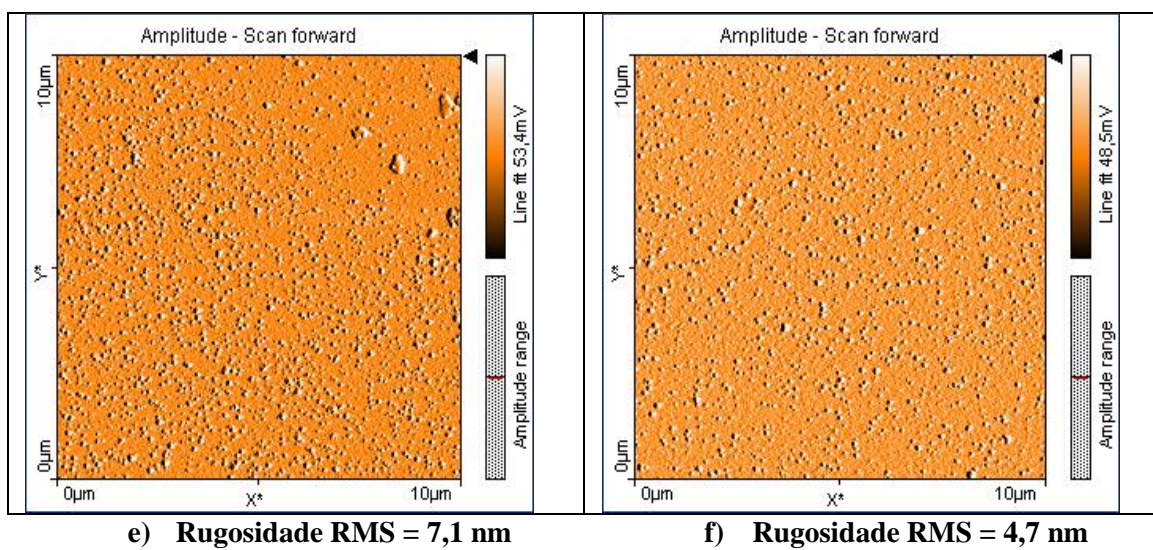 Amplitude - Scan forward
10µm
Y*
0µm
0µm
X*
10µm
Line fit 53,4mV
Amplitude range
Amplitude - Scan forward
10µm
Y*
0µm
0µm
X*
10µm
Line fit 48,5mV
Amplitude range
e) Rugosidade RMS = 7,1 nm
f) Rugosidade RMS = 4,7 nm